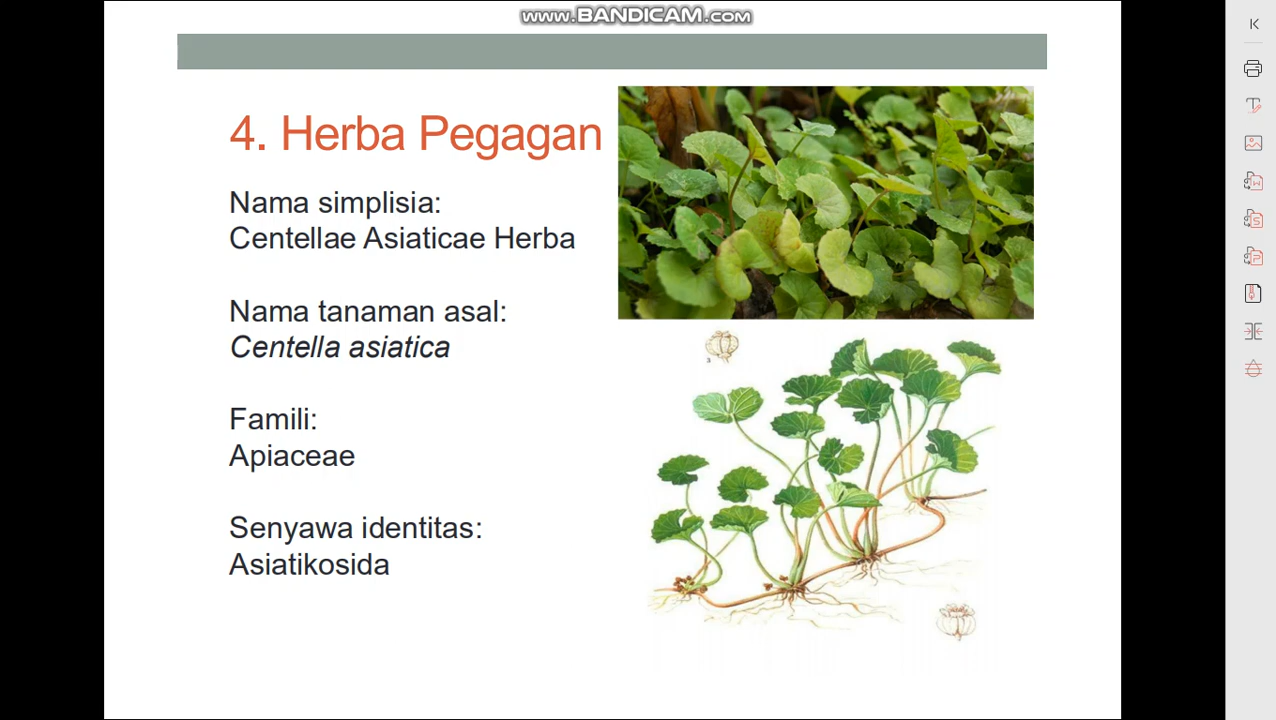 www.BANDICAM.com
4. Herba Pegagan
Nama simplisia:
Centellae Asiaticae Herba
Nama tanaman asal:
Centella asiatica
Famili:
Apiaceae
Senyawa identitas:
Asiatikosida
3